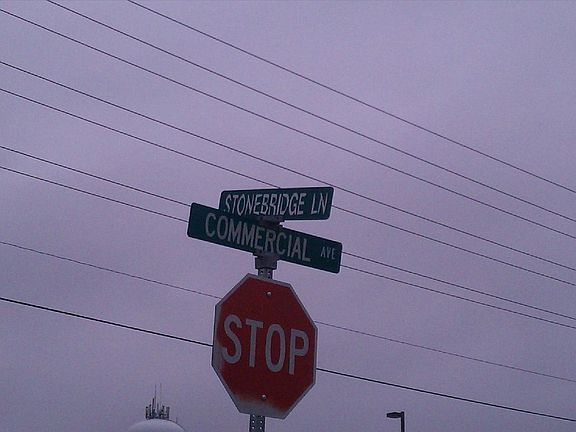 STONEBRIDGE LN
COMMERCIAL AVE
STOP